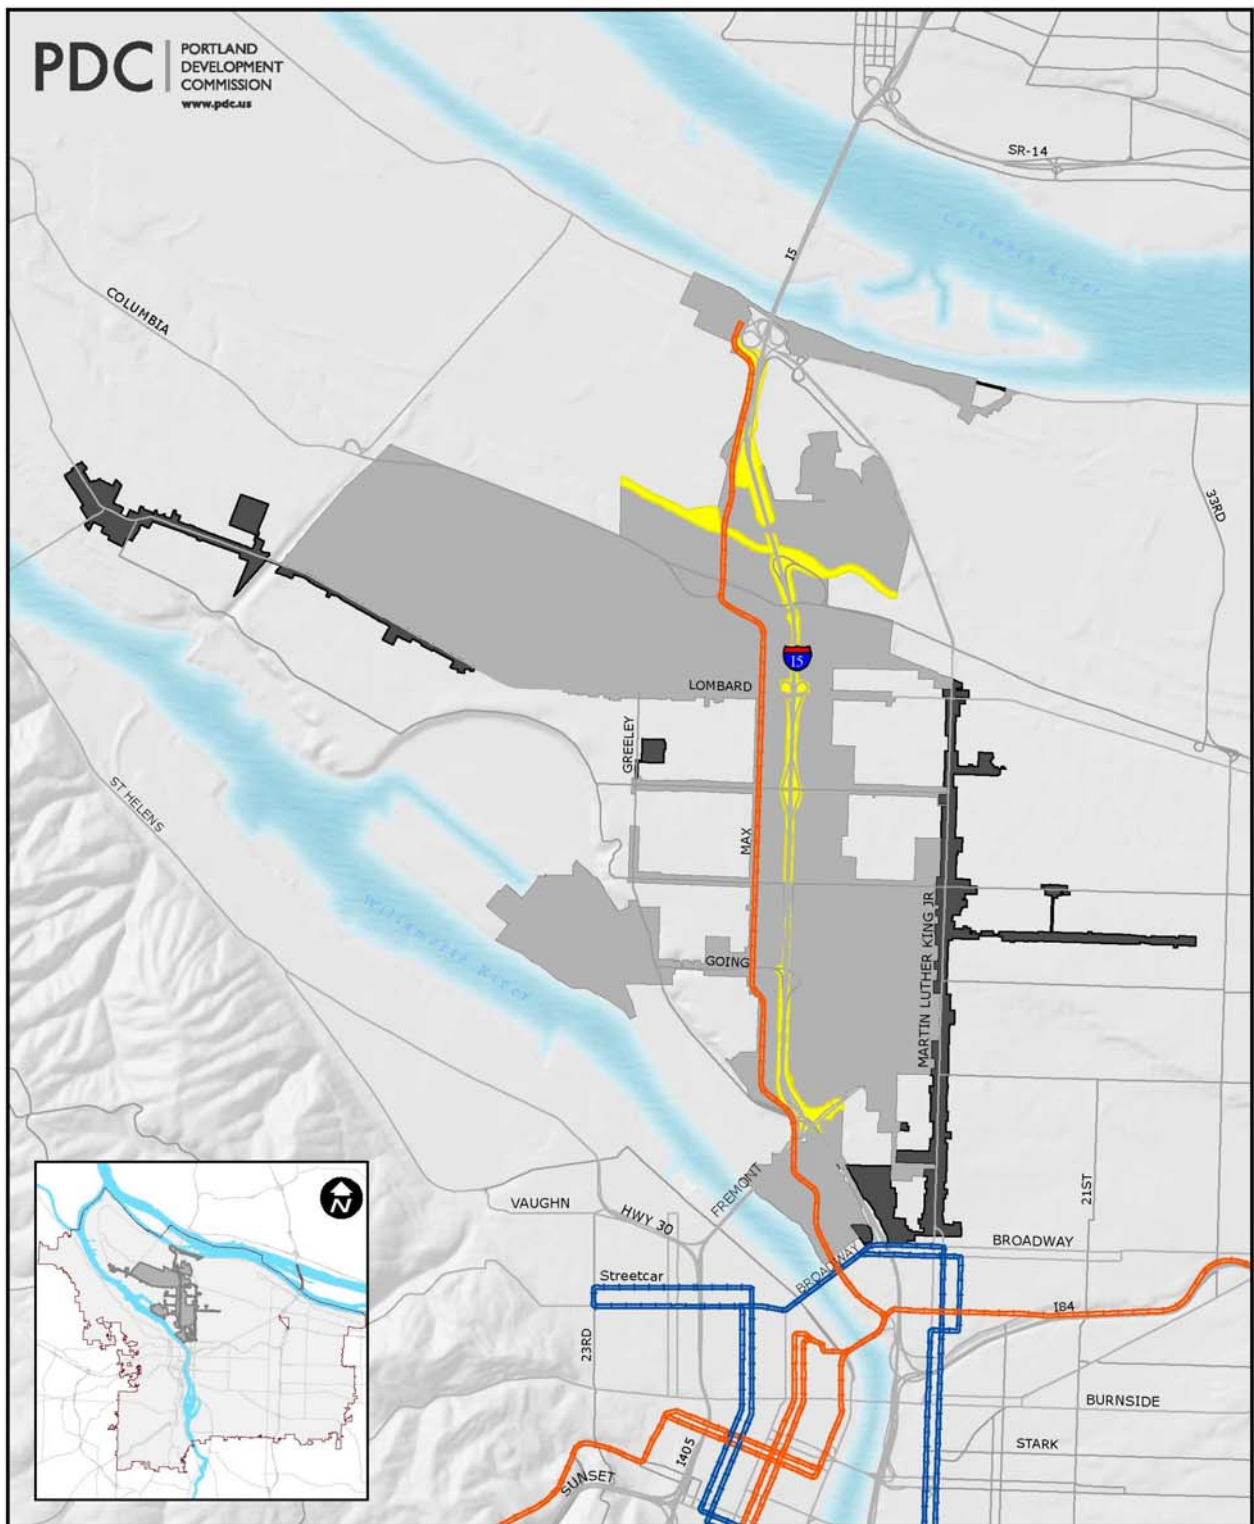 PDC
PORTLAND
DEVELOPMENT
COMMISSION
www.pdc.us
SR-14
Columbia River
I5
COLUMBIA
33RD
I5
LOMBARD
GREELEY
ST HELENS
MAX
MARTIN LUTHER KING JR
Willamette River
GOING
FREMONT
21ST
VAUGHN
HWY 30
BROADWAY
BROADWAY
Streetcar
I84
23RD
BURNSIDE
STARK
I405
SUNSET
N